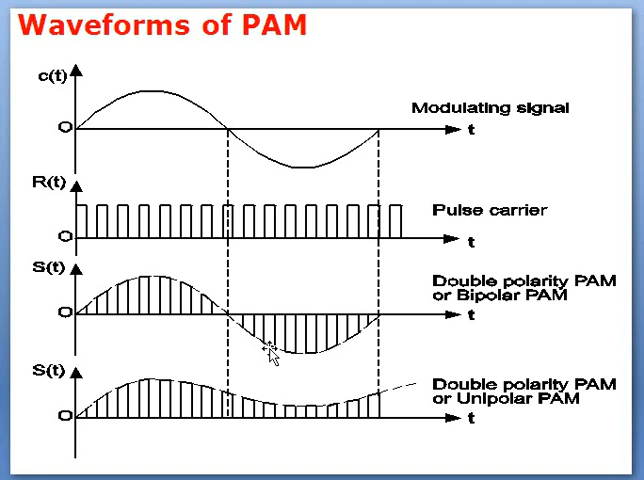 Waveforms of PAM
c(t)
Modulating signal
O
t
R(t)
Pulse carrier
O
t
S(t)
Double polarity PAM
or Bipolar PAM
O
t
S(t)
Double polarity PAM
or Unipolar PAM
O
t